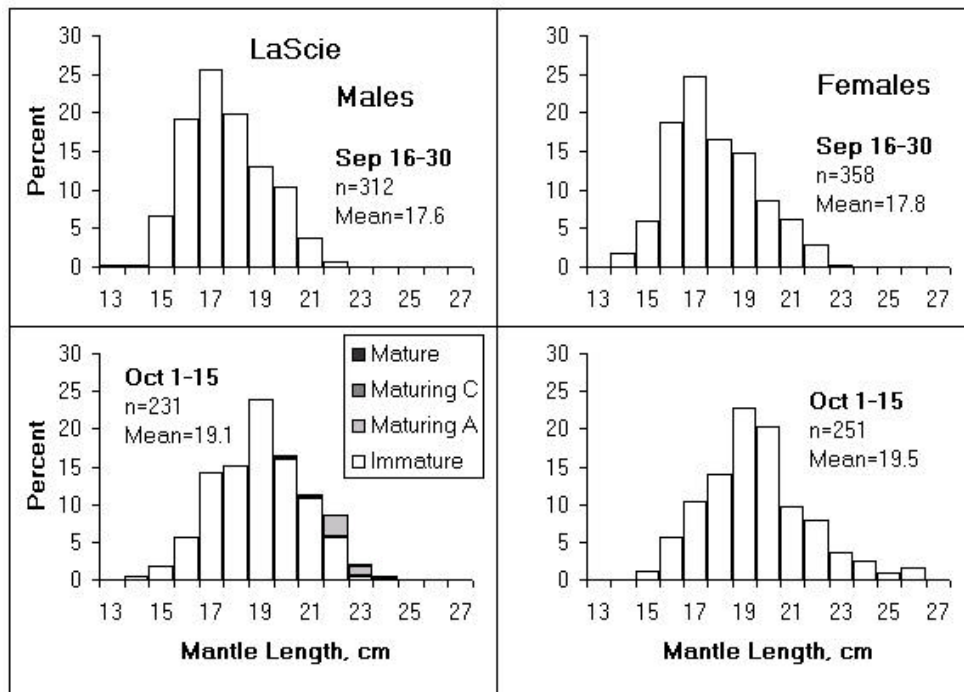 LaScie
Males
Sep 16-30
n=312
Mean=17.6
Percent
30
25
20
15
10
5
0
13 15 17 19 21 23 25 27
Females
Sep 16-30
n=358
Mean=17.8
30
25
20
15
10
5
0
13 15 17 19 21 23 25 27
Oct 1-15
n=231
Mean=19.1
Mature
Maturing C
Maturing A
Immature
Percent
30
25
20
15
10
5
0
13 15 17 19 21 23 25 27
Mantle Length, cm
Oct 1-15
n=251
Mean=19.5
30
25
20
15
10
5
0
13 15 17 19 21 23 25 27
Mantle Length, cm